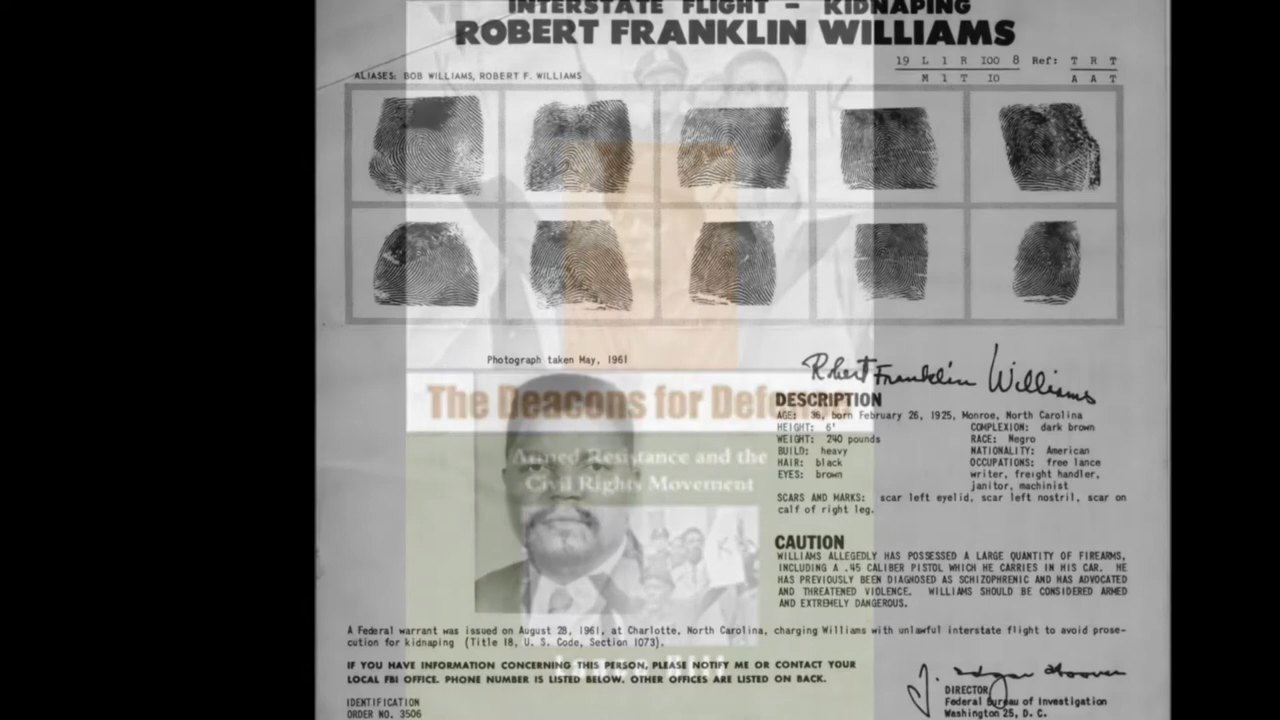 INTERSTATE FLIGHT - KIDNAPING
ROBERT FRANKLIN WILLIAMS
19 L 1 R IOO 8 Ref: T R T
M 1 T IO A A T
ALIASES: BOB WILLIAMS, ROBERT F. WILLIAMS
Photograph taken May, 1961
Robert Franklin Williams
The Deacons for Defense
Armed Resistance and the
Civil Rights Movement
DESCRIPTION
AGE: 36, born February 26, 1925, Monroe, North Carolina
HEIGHT: 6' COMPLEXION: dark brown
WEIGHT: 240 pounds RACE: Negro
BUILD: heavy NATIONALITY: American
HAIR: black OCCUPATIONS: free lance
EYES: brown writer, freight handler,
janitor, machinist
SCARS AND MARKS: scar left eyelid, scar left nostril, scar on
calf of right leg.
CAUTION
WILLIAMS ALLEGEDLY HAS POSSESSED A LARGE QUANTITY OF FIREARMS,
INCLUDING A .45 CALIBER PISTOL WHICH HE CARRIES IN HIS CAR. HE
HAS PREVIOUSLY BEEN DIAGNOSED AS SCHIZOPHRENIC AND HAS ADVOCATED
AND THREATENED VIOLENCE. WILLIAMS SHOULD BE CONSIDERED ARMED
AND EXTREMELY DANGEROUS.
A Federal warrant was issued on August 28, 1961, at Charlotte, North Carolina, charging Williams with unlawful interstate flight to avoid prose-
cution for kidnaping (Title 18, U. S. Code, Section 1073).
IF YOU HAVE INFORMATION CONCERNING THIS PERSON, PLEASE NOTIFY ME OR CONTACT YOUR
LOCAL FBI OFFICE. PHONE NUMBER IS LISTED BELOW. OTHER OFFICES ARE LISTED ON BACK.
J. Edgar Hoover
DIRECTOR
Federal Bureau of Investigation
Washington 25, D. C.
IDENTIFICATION
ORDER NO. 3506